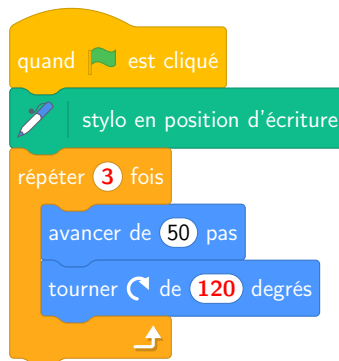 quand est cliqué
stylo en position d'écriture
répéter 3 fois
avancer de 50 pas
tourner de 120 degrés